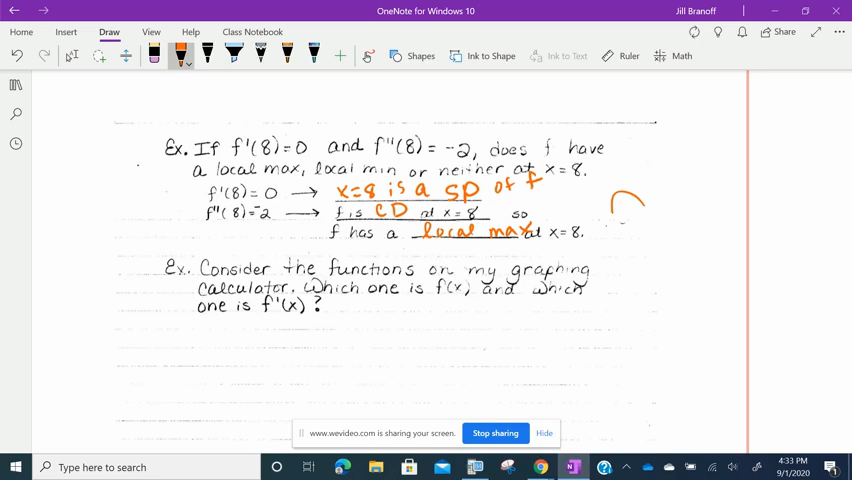 OneNote for Windows 10
Jill Branoff
Home Insert Draw View Help Class Notebook
Share
Shapes Ink to Shape Ink to Text Ruler Math
Ex. If f'(8)=0 and f"(8)= -2, does f have
a local max, local min or neither at x=8.
f'(8)=0 → x=8 is a SP of f
f"(8)=-2 → f is CD at x=8 so
f has a local max at x=8.
Ex. Consider the functions on my graphing
calculator. Which one is f(x), and which
one is f'(x)?
www.wevideo.com is sharing your screen. Stop sharing Hide
Type here to search
4:33 PM
9/1/2020